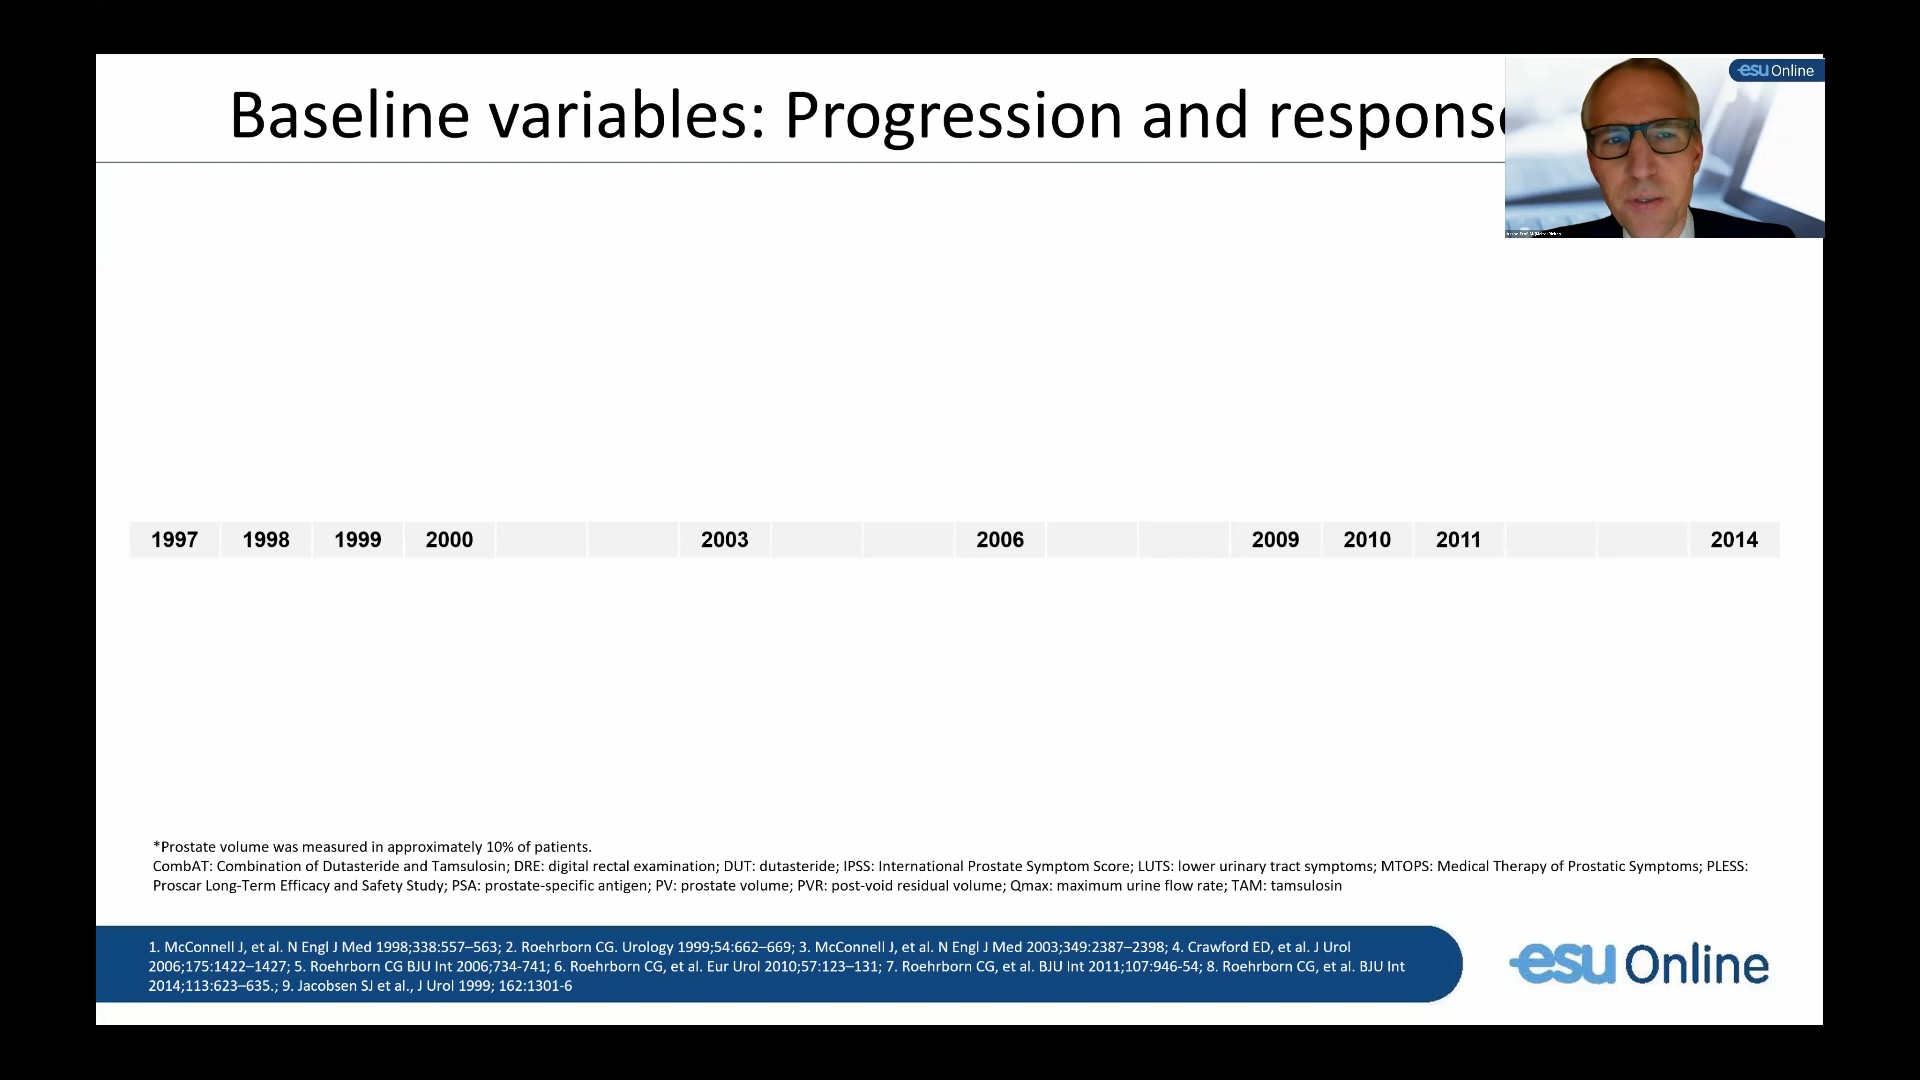 Baseline variables: Progression and respons
esu Online
1997 1998 1999 2000 2003 2006 2009 2010 2011 2014
*Prostate volume was measured in approximately 10% of patients.
CombAT: Combination of Dutasteride and Tamsulosin; DRE: digital rectal examination; DUT: dutasteride; IPSS: International Prostate Symptom Score; LUTS: lower urinary tract symptoms; MTOPS: Medical Therapy of Prostatic Symptoms; PLESS:
Proscar Long-Term Efficacy and Safety Study; PSA: prostate-specific antigen; PV: prostate volume; PVR: post-void residual volume; Qmax: maximum urine flow rate; TAM: tamsulosin
1. McConnell J, et al. N Engl J Med 1998;338:557–563; 2. Roehrborn CG. Urology 1999;54:662–669; 3. McConnell J, et al. N Engl J Med 2003;349:2387–2398; 4. Crawford ED, et al. J Urol
2006;175:1422–1427; 5. Roehrborn CG BJU Int 2006;734-741; 6. Roehrborn CG, et al. Eur Urol 2010;57:123–131; 7. Roehrborn CG, et al. BJU Int 2011;107:946-54; 8. Roehrborn CG, et al. BJU Int
2014;113:623–635.; 9. Jacobsen SJ et al., J Urol 1999; 162:1301-6
esu Online